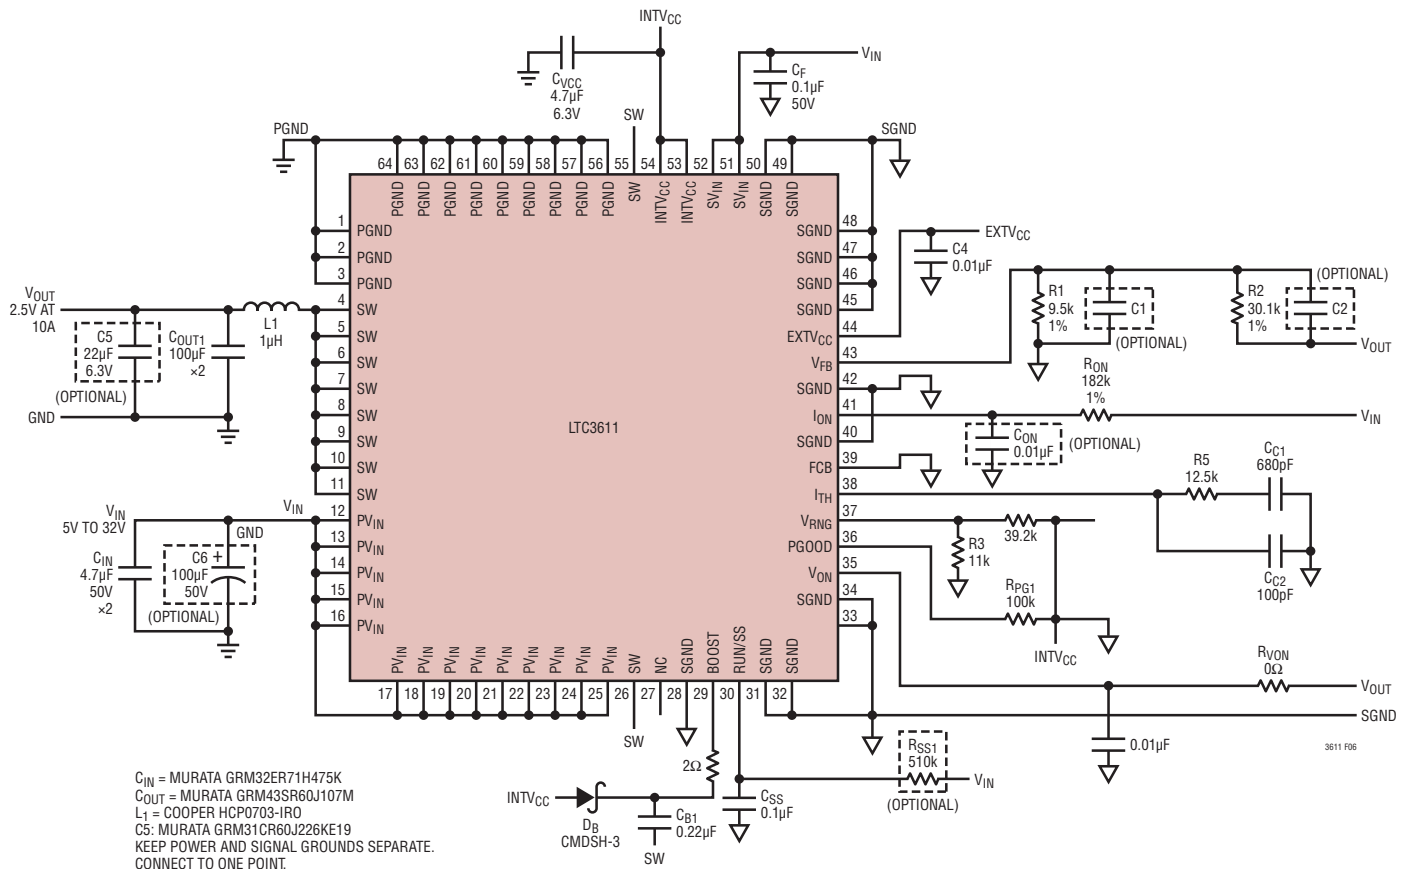 INTVCC
CVCC
4.7µF
6.3V
CF
0.1µF
50V
VIN
SW
PGND
SGND
64 63 62 61 60 59 58 57 56 55 54 53 52 51 50 49
PGND PGND PGND PGND PGND PGND PGND PGND PGND SW INTVCC INTVCC SVIN SVIN SGND SGND
1 PGND
2 PGND
3 PGND
4 SW
5 SW
6 SW
7 SW
8 SW
9 SW
10 SW
11 SW
12 PVIN
13 PVIN
14 PVIN
15 PVIN
16 PVIN
LTC3611
SGND 48
SGND 47
SGND 46
SGND 45
EXTVCC 44
VFB 43
SGND 42
ION 41
SGND 40
FCB 39
ITH 38
VRNG 37
PGOOD 36
VON 35
SGND 34
33
PVIN PVIN PVIN PVIN PVIN PVIN PVIN PVIN PVIN SW NC SGND BOOST RUN/SS SGND SGND
17 18 19 20 21 22 23 24 25 26 27 28 29 30 31 32
VOUT
2.5V AT
10A
C5
22µF
6.3V
(OPTIONAL)
COUT1
100µF
×2
L1
1µH
GND
VIN
5V TO 32V
CIN
4.7µF
50V
×2
C6
+
100µF
50V
(OPTIONAL)
GND
VIN
C4
0.01µF
EXTVCC
R1
9.5k
1%
C1
(OPTIONAL)
R2
30.1k
1%
(OPTIONAL)
C2
VOUT
RON
182k
1%
VIN
CON
0.01µF
(OPTIONAL)
R5
12.5k
CC1
680pF
CC2
100pF
R3
11k
39.2k
RPG1
100k
INTVCC
RVON
0Ω
VOUT
SGND
0.01µF
3611 F06
SW
2Ω
INTVCC
DB
CMDSH-3
CB1
0.22µF
SW
CSS
0.1µF
RSS1
510k
(OPTIONAL)
VIN
CIN = MURATA GRM32ER71H475K
COUT = MURATA GRM43SR60J107M
L1 = COOPER HCP0703-IRO
C5: MURATA GRM31CR60J226KE19
KEEP POWER AND SIGNAL GROUNDS SEPARATE.
CONNECT TO ONE POINT.